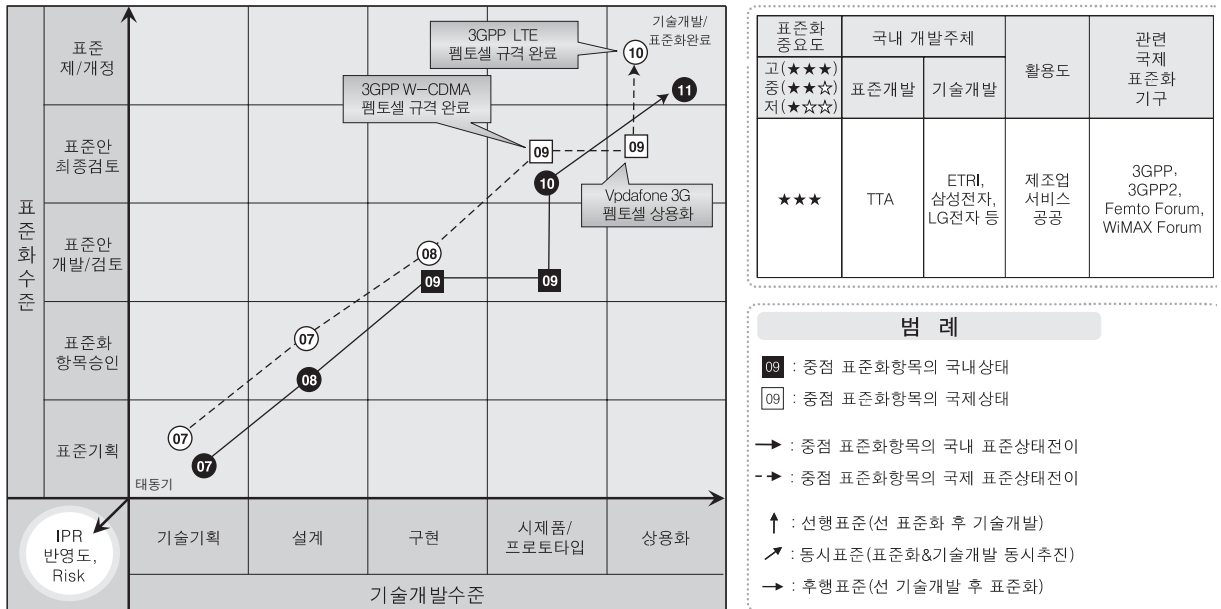 표준
제/개정
표준안
최종검토
표준안
개발/검토
표준화
항목승인
표준기획
표준화수준
3GPP LTE
펨토셀 규격 완료
기술개발/
표준화완료
3GPP W-CDMA
펨토셀 규격 완료
Vpdafone 3G
펨토셀 상용화
10
11
09
09
10
08
09
09
07
08
07
07
태동기
IPR
반영도,
Risk
기술기획
설계
구현
시제품/
프로토타입
상용화
기술개발수준
표준화
중요도
국내 개발주체
활용도
관련
국제
표준화
기구
고(★★★)
중(★★☆)
저(★☆☆)
표준개발
기술개발
★★★
TTA
ETRI,
삼성전자,
LG전자 등
제조업
서비스
공공
3GPP,
3GPP2,
Femto Forum,
WiMAX Forum
범 례
09 : 중점 표준화항목의 국내상태
09 : 중점 표준화항목의 국제상태
: 중점 표준화항목의 국내 표준상태전이
: 중점 표준화항목의 국제 표준상태전이
: 선행표준(선 표준화 후 기술개발)
: 동시표준(표준화&기술개발 동시추진)
: 후행표준(선 기술개발 후 표준화)